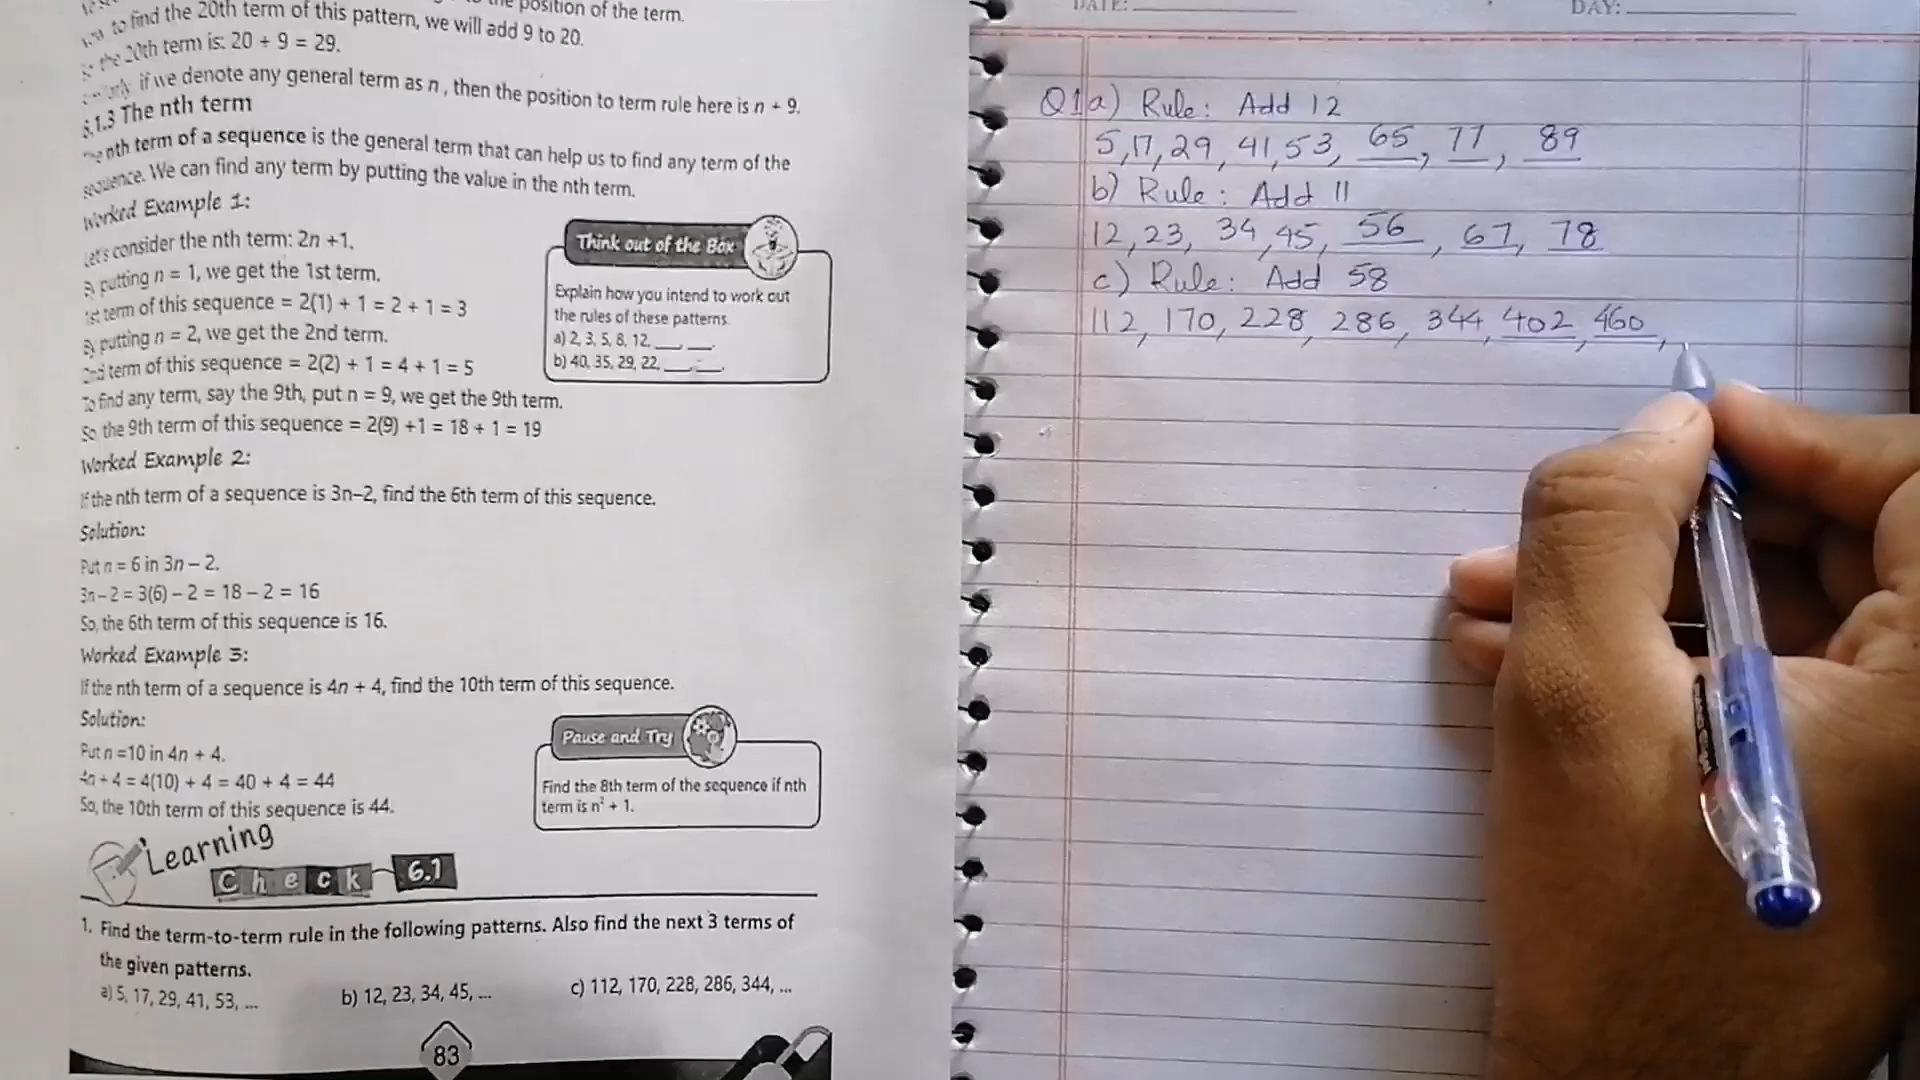 position of the term.
to find the 20th term of this pattern, we will add 9 to 20.
the 20th term is: 20 + 9 = 29.
if we denote any general term as n, then the position to term rule here is n + 9.
6.1.3 The nth term
nth term of a sequence is the general term that can help us to find any term of the
sequence. We can find any term by putting the value in the nth term.
Worked Example 1:
Let's consider the nth term: 2n +1.
By putting n = 1, we get the 1st term.
1st term of this sequence = 2(1) + 1 = 2 + 1 = 3
By putting n = 2, we get the 2nd term.
2nd term of this sequence = 2(2) + 1 = 4 + 1 = 5
To find any term, say the 9th, put n = 9, we get the 9th term.
So, the 9th term of this sequence = 2(9) +1 = 18 + 1 = 19
Think out of the Box
Explain how you intend to work out
the rules of these patterns.
a) 2, 3, 5, 8, 12, ___, ___.
b) 40, 35, 29, 22, ___, ___.
Worked Example 2:
If the nth term of a sequence is 3n–2, find the 6th term of this sequence.
Solution:
Put n = 6 in 3n – 2.
3n – 2 = 3(6) – 2 = 18 – 2 = 16
So, the 6th term of this sequence is 16.
Worked Example 3:
If the nth term of a sequence is 4n + 4, find the 10th term of this sequence.
Solution:
Put n =10 in 4n + 4.
4n + 4 = 4(10) + 4 = 40 + 4 = 44
So, the 10th term of this sequence is 44.
Pause and Try
Find the 8th term of the sequence if nth
term is n² + 1.
Learning
Check 6.1
1. Find the term-to-term rule in the following patterns. Also find the next 3 terms of
the given patterns.
a) 5, 17, 29, 41, 53, ... b) 12, 23, 34, 45, ... c) 112, 170, 228, 286, 344, ...
83
DATE: DAY:
Q1a) Rule: Add 12
5,17, 29, 41,53, 65, 77, 89
b) Rule: Add 11
12, 23, 34,45, 56, 67, 78
c) Rule: Add 58
112, 170, 228, 286, 344, 402, 460,